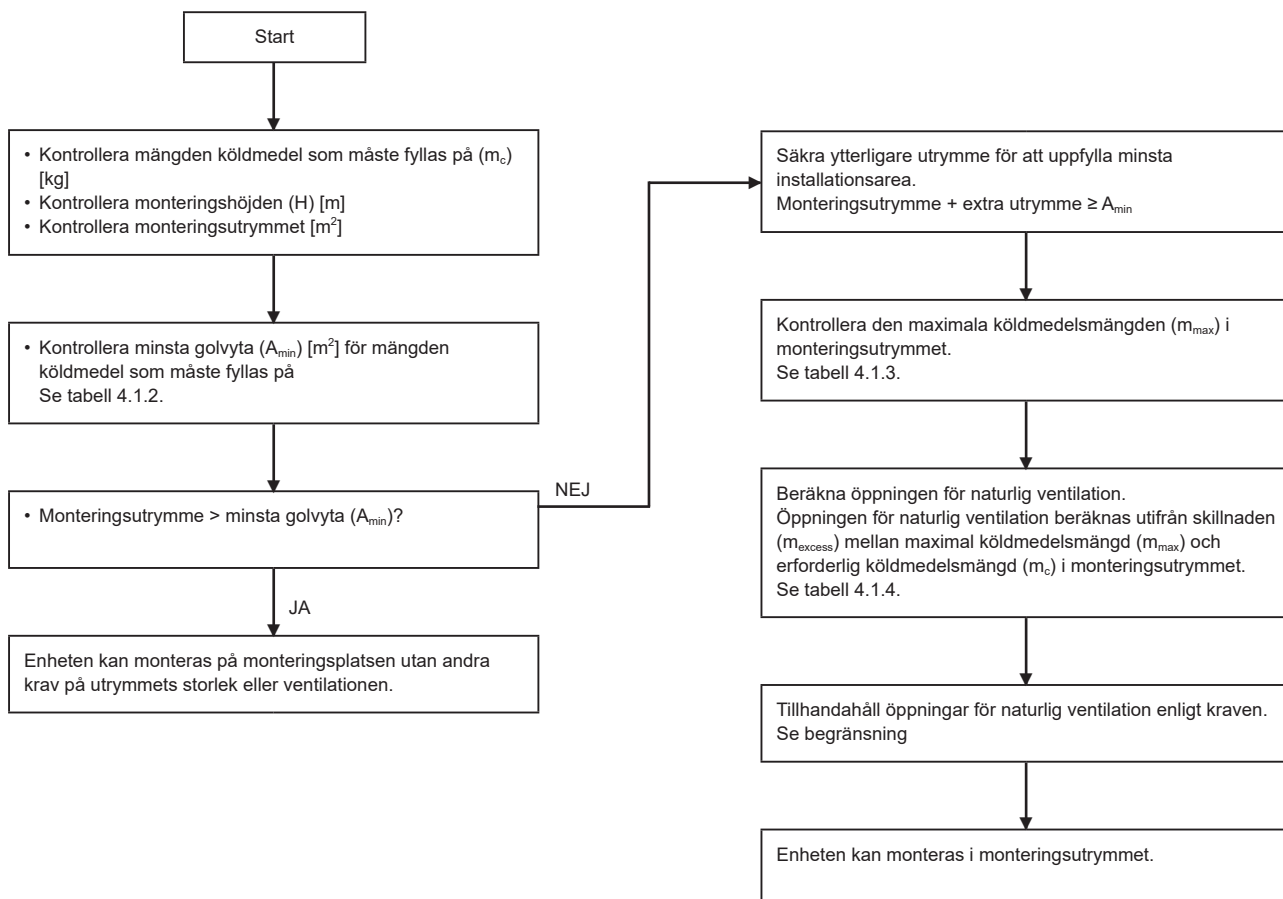 Start
• Kontrollera mängden köldmedel som måste fyllas på (mc)
[kg]
• Kontrollera monteringshöjden (H) [m]
• Kontrollera monteringsutrymmet [m2]
• Kontrollera minsta golvyta (Amin) [m2] för mängden
köldmedel som måste fyllas på
Se tabell 4.1.2.
• Monteringsutrymme > minsta golvyta (Amin)?
NEJ
JA
Enheten kan monteras på monteringsplatsen utan andra
krav på utrymmets storlek eller ventilationen.
Säkra ytterligare utrymme för att uppfylla minsta
installationsarea.
Monteringsutrymme + extra utrymme ≥ Amin
Kontrollera den maximala köldmedelsmängden (mmax) i
monteringsutrymmet.
Se tabell 4.1.3.
Beräkna öppningen för naturlig ventilation.
Öppningen för naturlig ventilation beräknas utifrån skillnaden
(mexcess) mellan maximal köldmedelsmängd (mmax) och
erforderlig köldmedelsmängd (mc) i monteringsutrymmet.
Se tabell 4.1.4.
Tillhandahåll öppningar för naturlig ventilation enligt kraven.
Se begränsning
Enheten kan monteras i monteringsutrymmet.